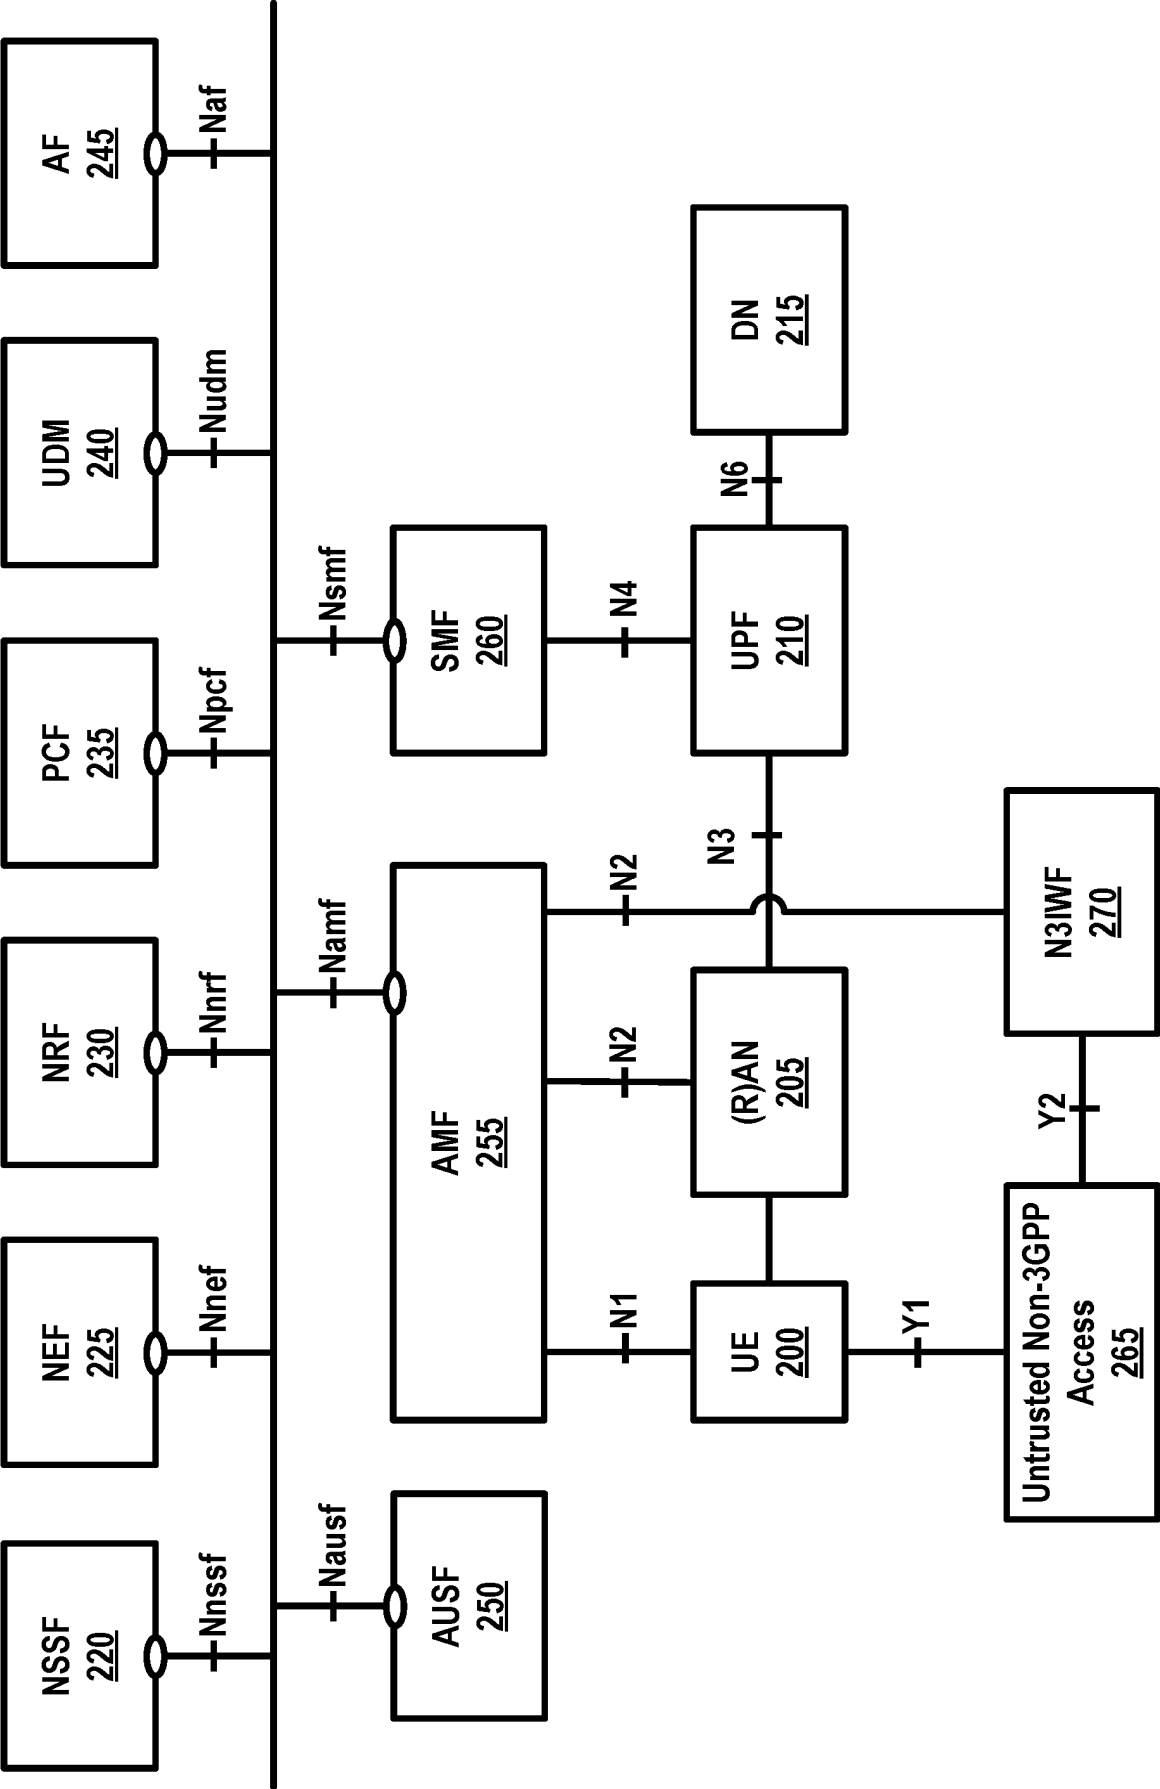 NSSF
220
NEF
225
NRF
230
PCF
235
UDM
240
AF
245
Nnssf
Nnef
Nnrf
Npcf
Nudm
Naf
Nausf
Namf
Nsmf
AUSF
250
AMF
255
SMF
260
N1
N2
N2
N4
UE
200
(R)AN
205
N3
UPF
210
N6
DN
215
Y1
Untrusted Non-3GPP
Access
265
Y2
N3IWF
270